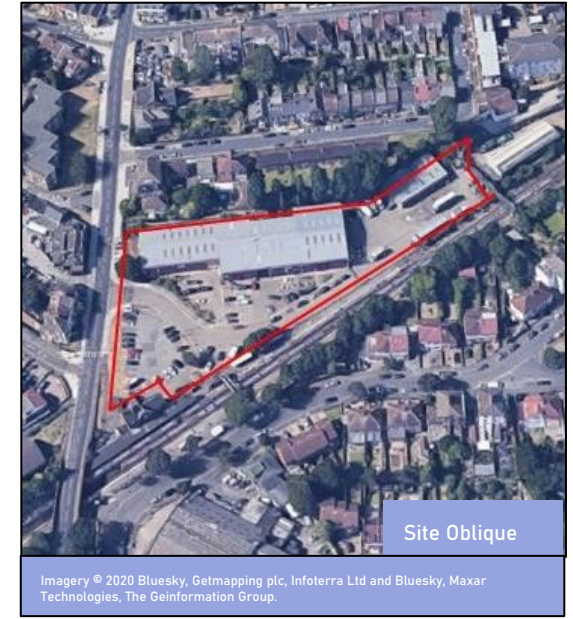 Site Oblique
Imagery © 2020 Bluesky, Getmapping plc, Infoterra Ltd and Bluesky, Maxar
Technologies, The Geinformation Group.